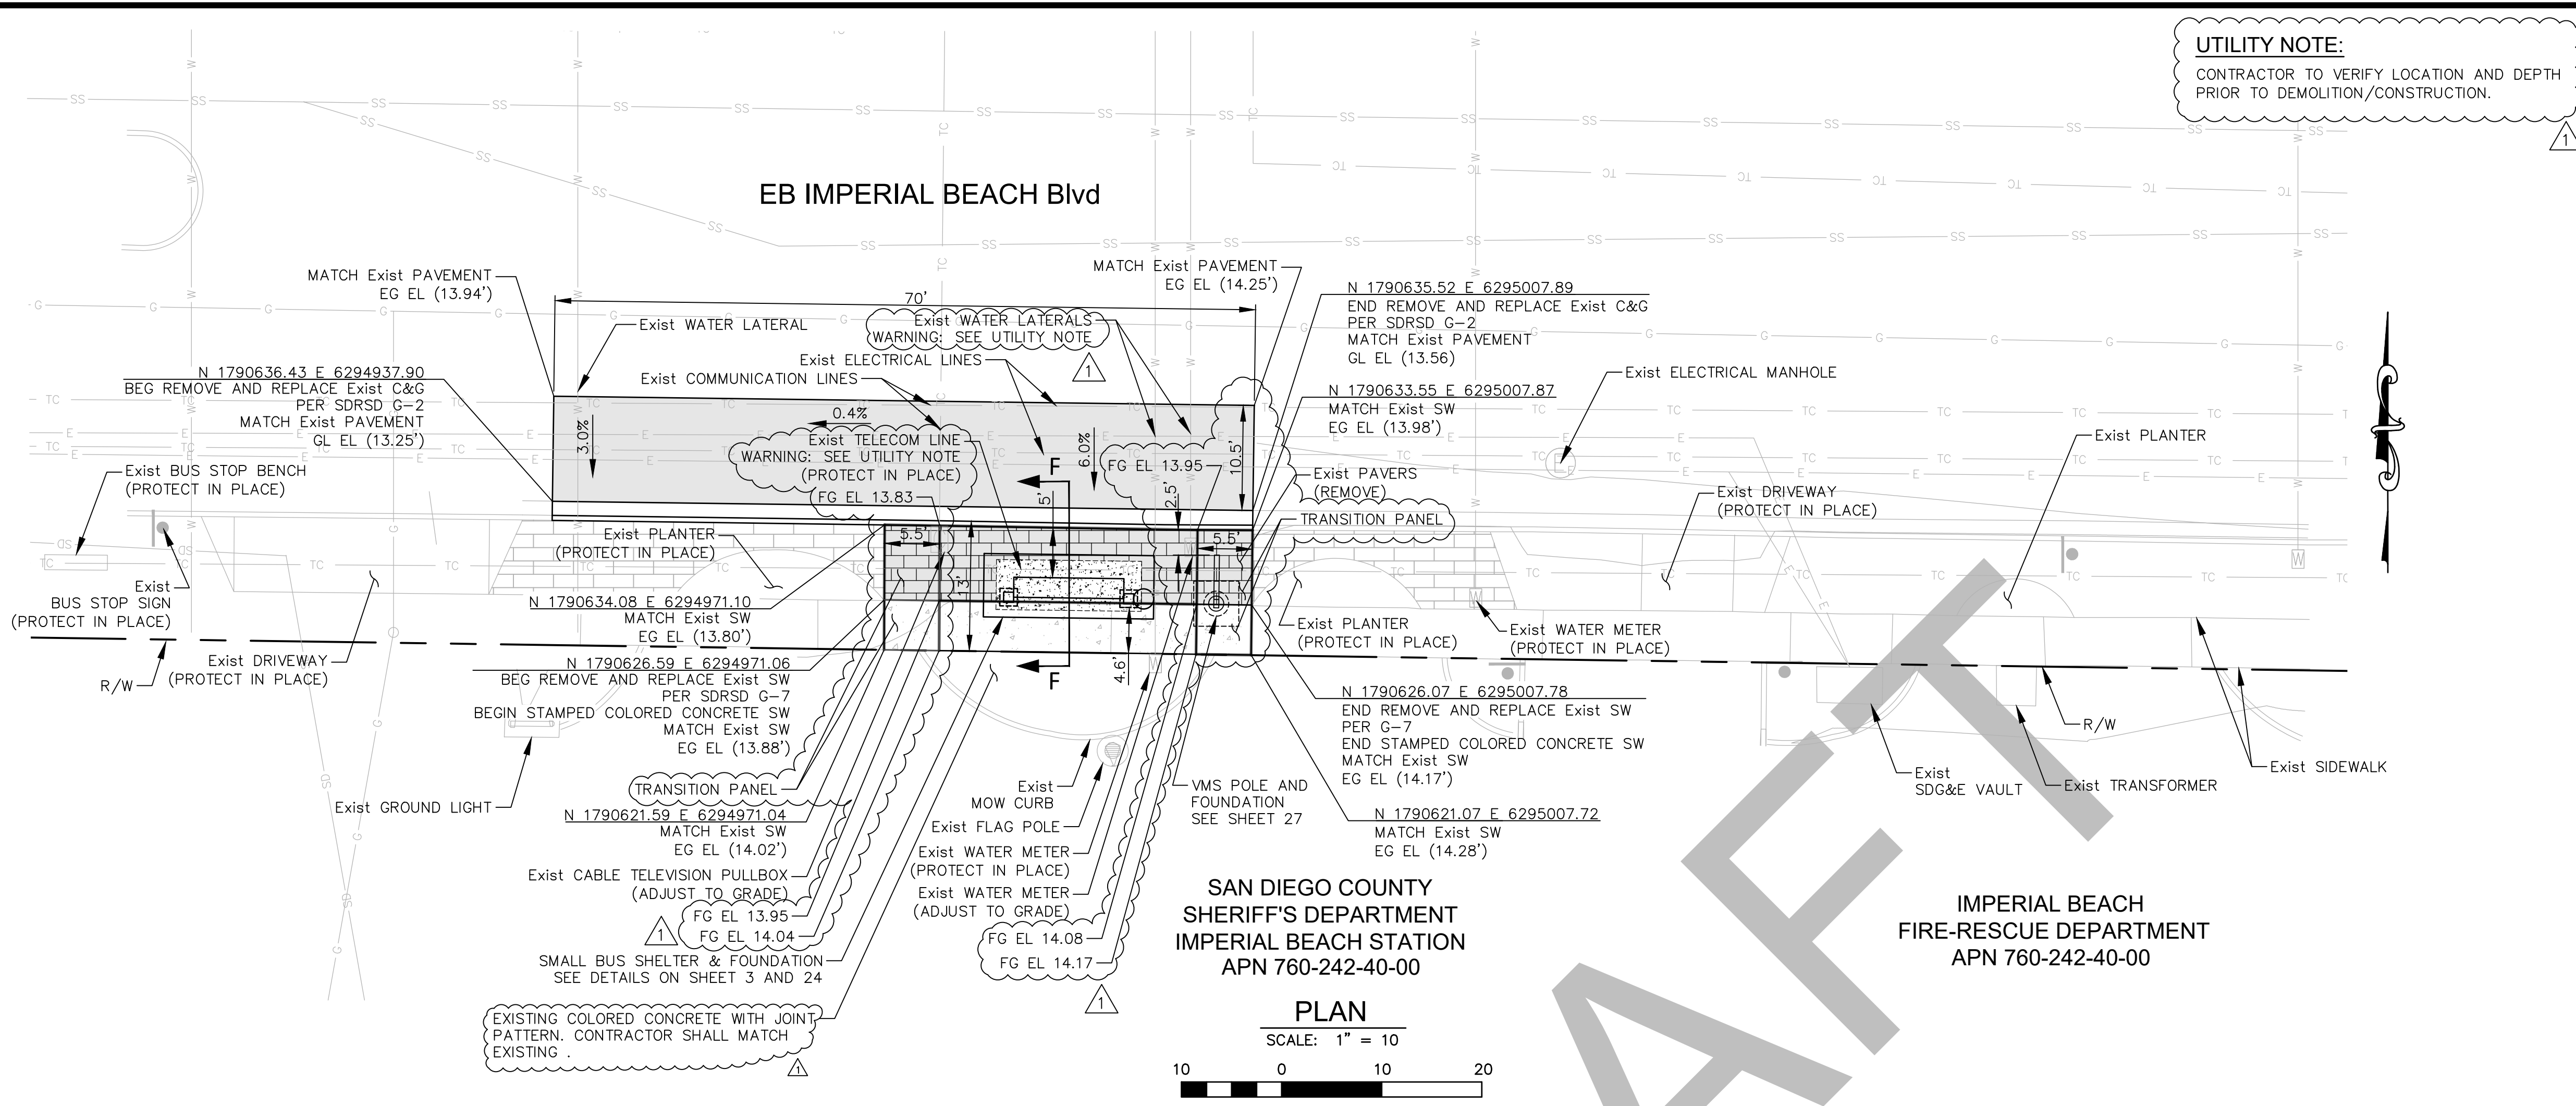 UTILITY NOTE:
CONTRACTOR TO VERIFY LOCATION AND DEPTH
PRIOR TO DEMOLITION/CONSTRUCTION.
1
EB IMPERIAL BEACH Blvd
MATCH Exist PAVEMENT
EG EL (13.94')
70'
MATCH Exist PAVEMENT
EG EL (14.25')
Exist WATER LATERAL
Exist WATER LATERALS
WARNING: SEE UTILITY NOTE
1
Exist ELECTRICAL LINES
Exist COMMUNICATION LINES
N 1790635.52 E 6295007.89
END REMOVE AND REPLACE Exist C&G
PER SDRSD G-2
MATCH Exist PAVEMENT
GL EL (13.56)
N 1790633.55 E 6295007.87
MATCH Exist SW
EG EL (13.98')
Exist ELECTRICAL MANHOLE
Exist PLANTER
N 1790636.43 E 6294937.90
BEG REMOVE AND REPLACE Exist C&G
PER SDRSD G-2
MATCH Exist PAVEMENT
GL EL (13.25')
Exist BUS STOP BENCH
(PROTECT IN PLACE)
3.0%
0.4%
Exist TELECOM LINE
WARNING: SEE UTILITY NOTE
(PROTECT IN PLACE)
FG EL 13.83
F
5'
6.0%
FG EL 13.95
10.5'
2.5'
Exist PAVERS
(REMOVE)
TRANSITION PANEL
Exist DRIVEWAY
(PROTECT IN PLACE)
Exist PLANTER
(PROTECT IN PLACE)
5.5'
13'
5.5'
Exist
BUS STOP SIGN
(PROTECT IN PLACE)
N 1790634.08 E 6294971.10
MATCH Exist SW
EG EL (13.80')
Exist PLANTER
(PROTECT IN PLACE)
Exist WATER METER
(PROTECT IN PLACE)
R/W
Exist DRIVEWAY
(PROTECT IN PLACE)
N 1790626.59 E 6294971.06
BEG REMOVE AND REPLACE Exist SW
PER SDRSD G-7
BEGIN STAMPED COLORED CONCRETE SW
MATCH Exist SW
EG EL (13.88')
F
4.6'
N 1790626.07 E 6295007.78
END REMOVE AND REPLACE Exist SW
PER G-7
END STAMPED COLORED CONCRETE SW
MATCH Exist SW
EG EL (14.17')
R/W
Exist
SDG&E VAULT
Exist TRANSFORMER
Exist SIDEWALK
TRANSITION PANEL
Exist GROUND LIGHT
N 1790621.59 E 6294971.04
MATCH Exist SW
EG EL (14.02')
Exist
MOW CURB
Exist FLAG POLE
VMS POLE AND
FOUNDATION
SEE SHEET 27
N 1790621.07 E 6295007.72
MATCH Exist SW
EG EL (14.28')
Exist CABLE TELEVISION PULLBOX
(ADJUST TO GRADE)
Exist WATER METER
(PROTECT IN PLACE)
Exist WATER METER
(ADJUST TO GRADE)
1
FG EL 13.95
FG EL 14.04
FG EL 14.08
FG EL 14.17
1
SMALL BUS SHELTER & FOUNDATION
SEE DETAILS ON SHEET 3 AND 24
EXISTING COLORED CONCRETE WITH JOINT
PATTERN. CONTRACTOR SHALL MATCH
EXISTING .
1
SAN DIEGO COUNTY
SHERIFF'S DEPARTMENT
IMPERIAL BEACH STATION
APN 760-242-40-00
IMPERIAL BEACH
FIRE-RESCUE DEPARTMENT
APN 760-242-40-00
PLAN
SCALE: 1" = 10
10 0 10 20
AFT